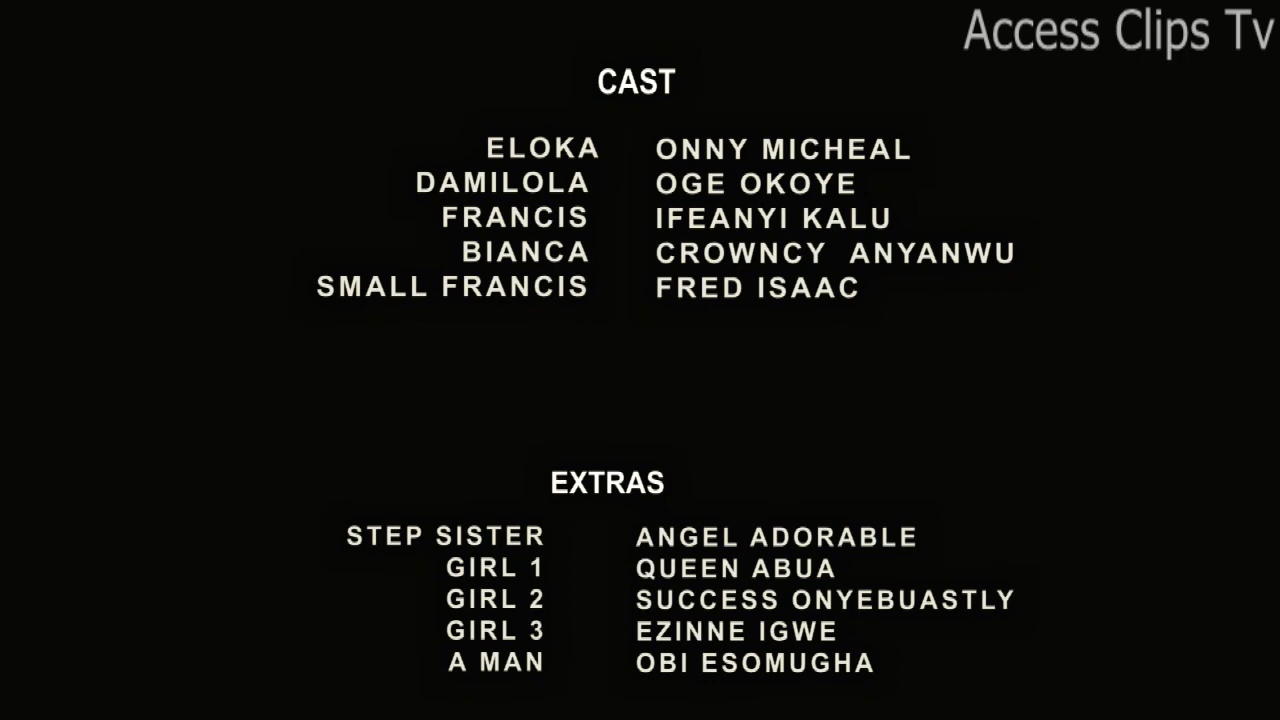 Access Clips Tv
CAST
ELOKA ONNY MICHEAL
DAMILOLA OGE OKOYE
FRANCIS IFEANYI KALU
BIANCA CROWNCY ANYANWU
SMALL FRANCIS FRED ISAAC
EXTRAS
STEP SISTER ANGEL ADORABLE
GIRL 1 QUEEN ABUA
GIRL 2 SUCCESS ONYEBUASTLY
GIRL 3 EZINNE IGWE
A MAN OBI ESOMUGHA